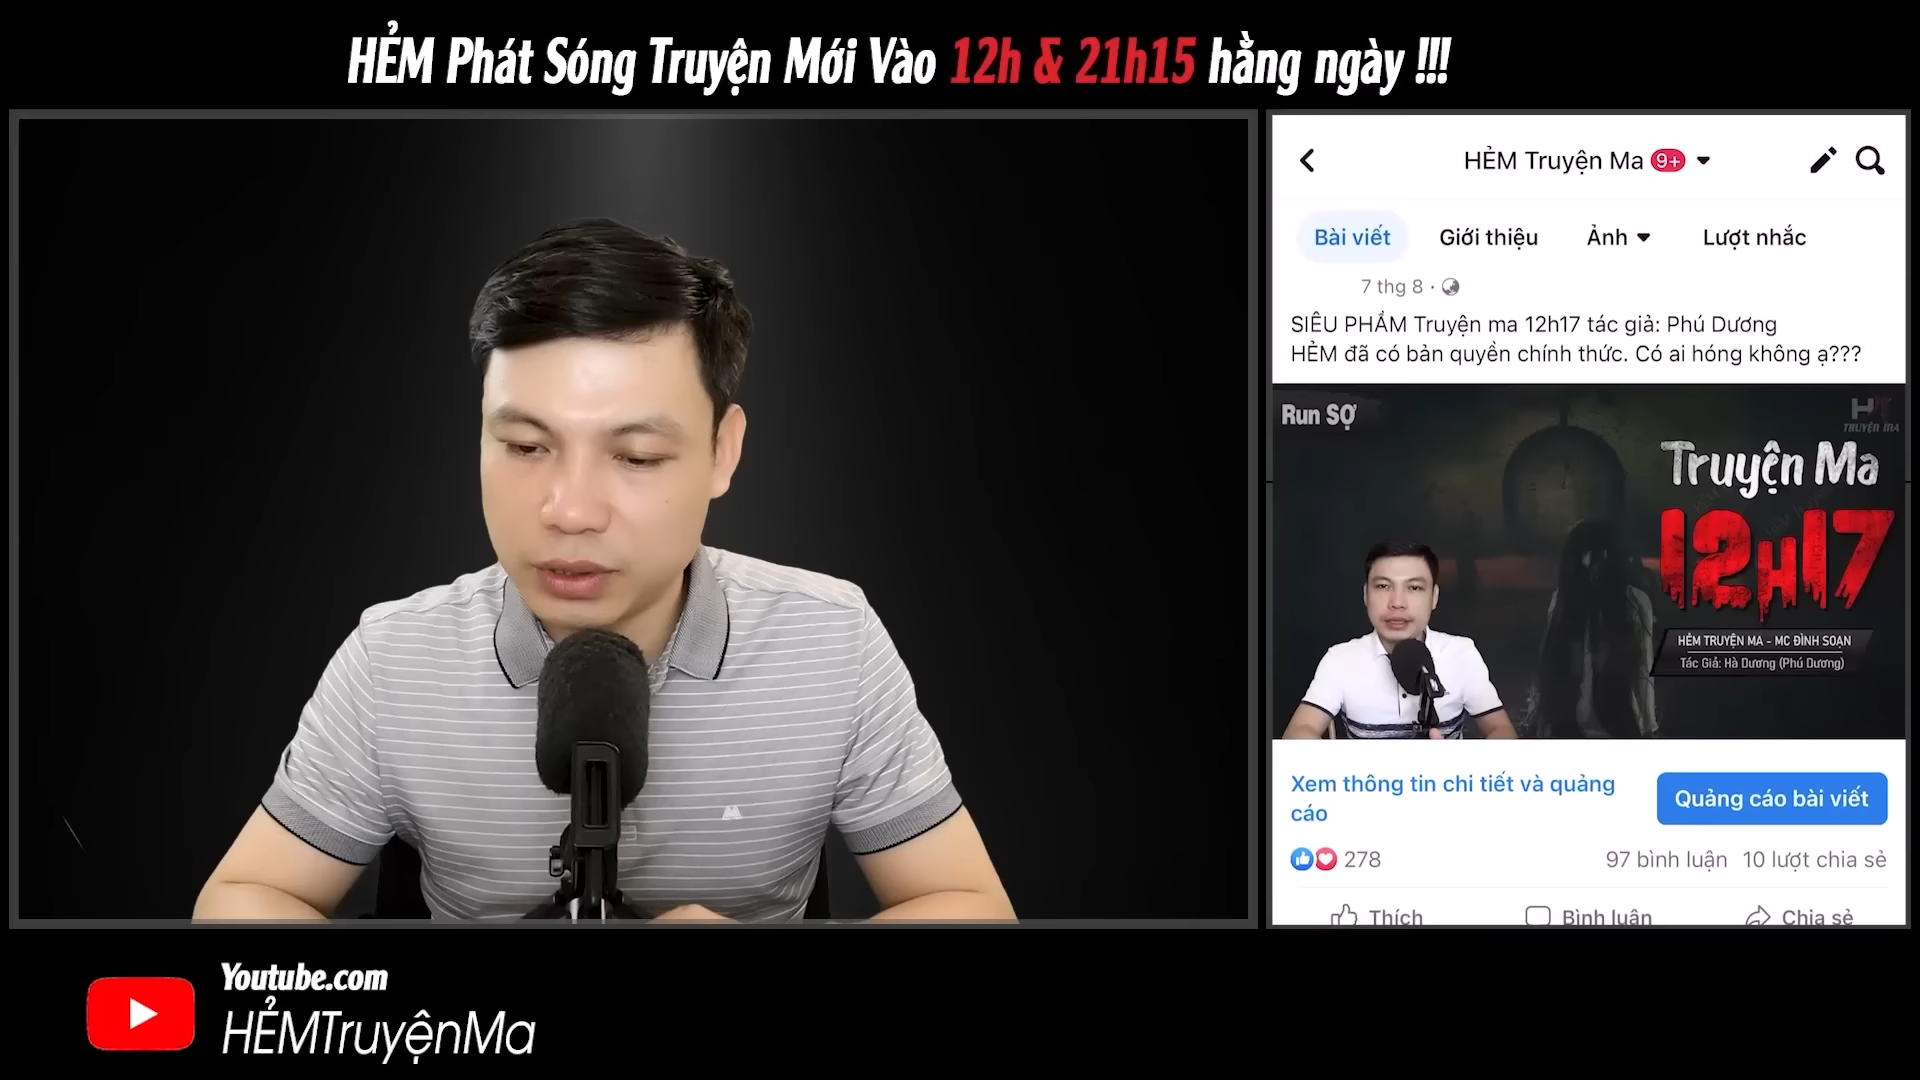 HẺM Phát Sóng Truyện Mới Vào 12h & 21h15 hằng ngày !!!
HẺM Truyện Ma 9+
Bài viết Giới thiệu Ảnh Lượt nhắc
7 thg 8 ·
SIÊU PHẨM Truyện ma 12h17 tác giả: Phú Dương
HẺM đã có bản quyền chính thức. Có ai hóng không ạ???
Run SỢ
HT
TRUYỆN MA
Truyện Ma
12H17
HẺM TRUYỆN MA - MC ĐÌNH SOẠN
Tác Giả: Hà Dương (Phú Dương)
Xem thông tin chi tiết và quảng
cáo
Quảng cáo bài viết
278 97 bình luận 10 lượt chia sẻ
Thích Bình luận Chia sẻ
Youtube.com
HẺMTruyệnMa